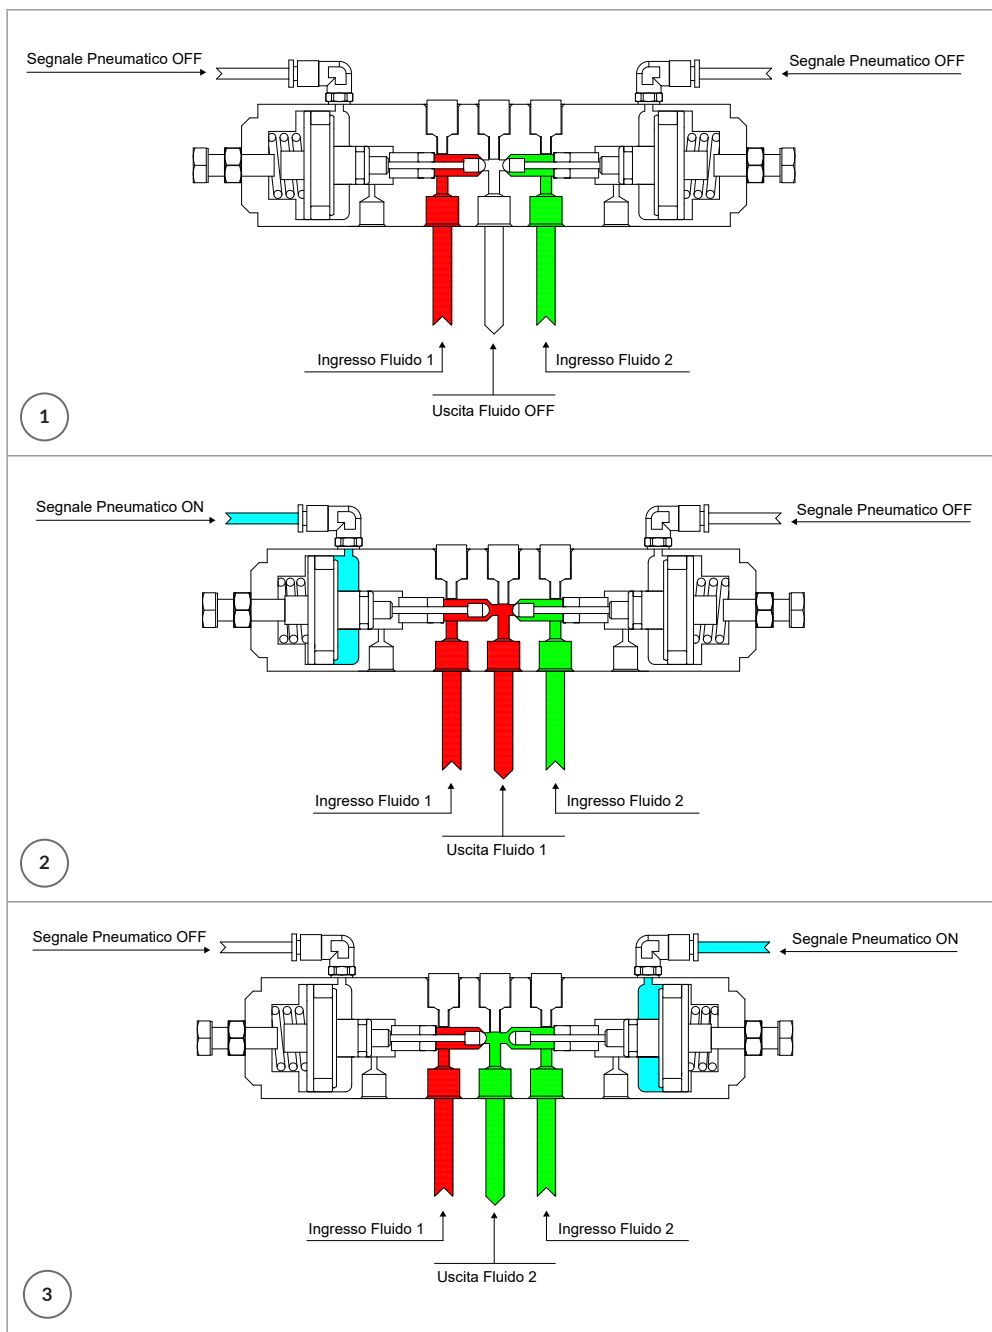 Segnale Pneumatico OFF
Segnale Pneumatico OFF
Ingresso Fluido 1
Ingresso Fluido 2
Uscita Fluido OFF
1
Segnale Pneumatico ON
Segnale Pneumatico OFF
Ingresso Fluido 1
Ingresso Fluido 2
Uscita Fluido 1
2
Segnale Pneumatico OFF
Segnale Pneumatico ON
Ingresso Fluido 1
Ingresso Fluido 2
Uscita Fluido 2
3